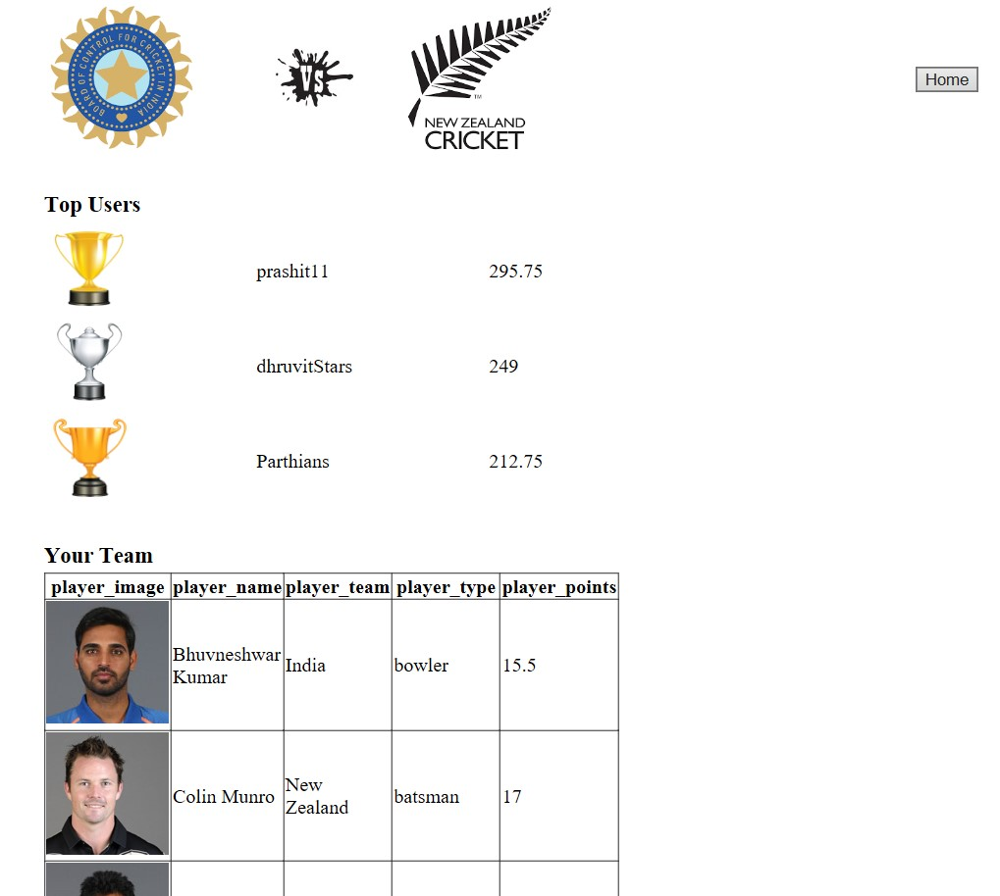 BOARD OF CONTROL FOR CRICKET IN INDIA
VS
NEW ZEALAND
CRICKET
TM
Home
Top Users
prashit11 295.75
dhruvitStars 249
Parthians 212.75
Your Team
player_image player_name player_team player_type player_points
Bhuvneshwar
Kumar
India bowler 15.5
Colin Munro
New
Zealand
batsman 17